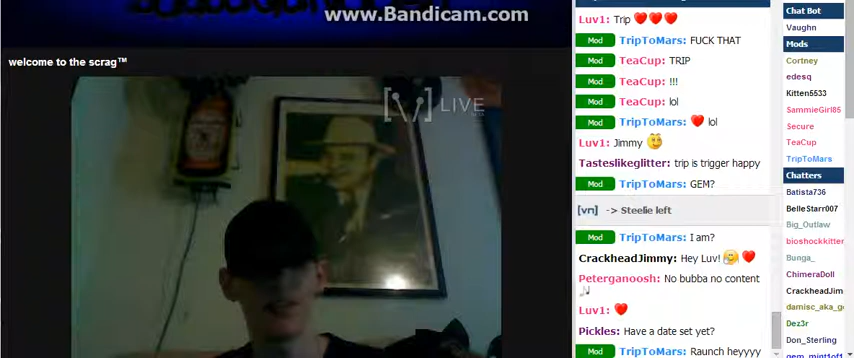 www.Bandicam.com
welcome to the scrag™
LIVE
Luv1: Trip ❤❤❤
Mod TripToMars: FUCK THAT
Mod TeaCup: TRIP
Mod TeaCup: !!!
Mod TeaCup: lol
Mod TripToMars: ❤ lol
Luv1: Jimmy
Tasteslikeglitter: trip is trigger happy
Mod TripToMars: GEM?
[vn] -> Steelie left
Mod TripToMars: I am?
CrackheadJimmy: Hey Luv! ❤
Peterganoosh: No bubba no content
Luv1: ❤
Pickles: Have a date set yet?
Mod TripToMars: Raunch heyyyy
Chat Bot
Vaughn
Mods
Cortney
edesq
Kitten5533
SammieGirl85
Secure
TeaCup
TripToMars
Chatters
Batista736
BelleStarr007
Big_Outlaw
bioshockkitter
Bunga_
ChimeraDoll
CrackheadJim
damisc_aka_g
Dez3r
Don_Sterling
gem_mint1of1